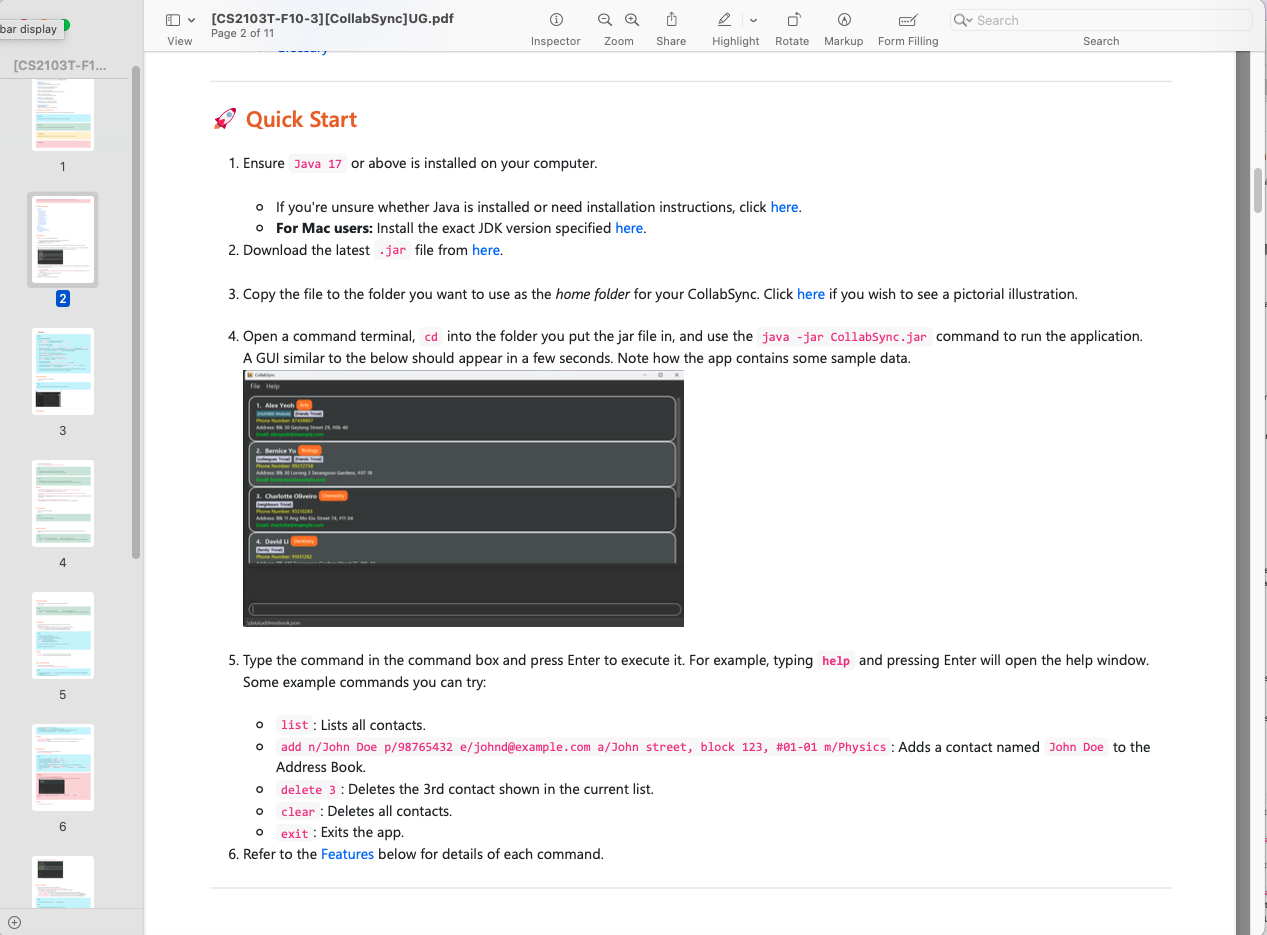 bar display
View
[CS2103T-F10-3][CollabSync]UG.pdf
Page 2 of 11
Inspector
Zoom
Share
Highlight
Rotate
Markup
Form Filling
Search
Search
[CS2103T-F1...
1
2
3
4
5
6
Glossary
🚀 Quick Start
1. Ensure Java 17 or above is installed on your computer.
If you're unsure whether Java is installed or need installation instructions, click here.
For Mac users: Install the exact JDK version specified here.
2. Download the latest .jar file from here.
3. Copy the file to the folder you want to use as the home folder for your CollabSync. Click here if you wish to see a pictorial illustration.
4. Open a command terminal, cd into the folder you put the jar file in, and use the java -jar CollabSync.jar command to run the application.
A GUI similar to the below should appear in a few seconds. Note how the app contains some sample data.
CollabSync
File Help
1. Alex Yeoh
Phone Number: 87438807
Address: Blk 30 Geylang Street 29, #06-40
Email: alexyeoh@example.com
2. Bernice Yu Biology
Phone Number: 99272758
Address: Blk 30 Lorong 3 Serangoon Gardens, #07-18
Email: berniceyu@example.com
3. Charlotte Oliveiro Chemistry
Phone Number: 93210283
Address: Blk 11 Ang Mo Kio Street 74, #11-04
Email: charlotte@example.com
4. David Li Dentistry
Phone Number: 91031282
5. Type the command in the command box and press Enter to execute it. For example, typing help and pressing Enter will open the help window.
Some example commands you can try:
list : Lists all contacts.
add n/John Doe p/98765432 e/johnd@example.com a/John street, block 123, #01-01 m/Physics : Adds a contact named John Doe to the
Address Book.
delete 3 : Deletes the 3rd contact shown in the current list.
clear : Deletes all contacts.
exit : Exits the app.
6. Refer to the Features below for details of each command.